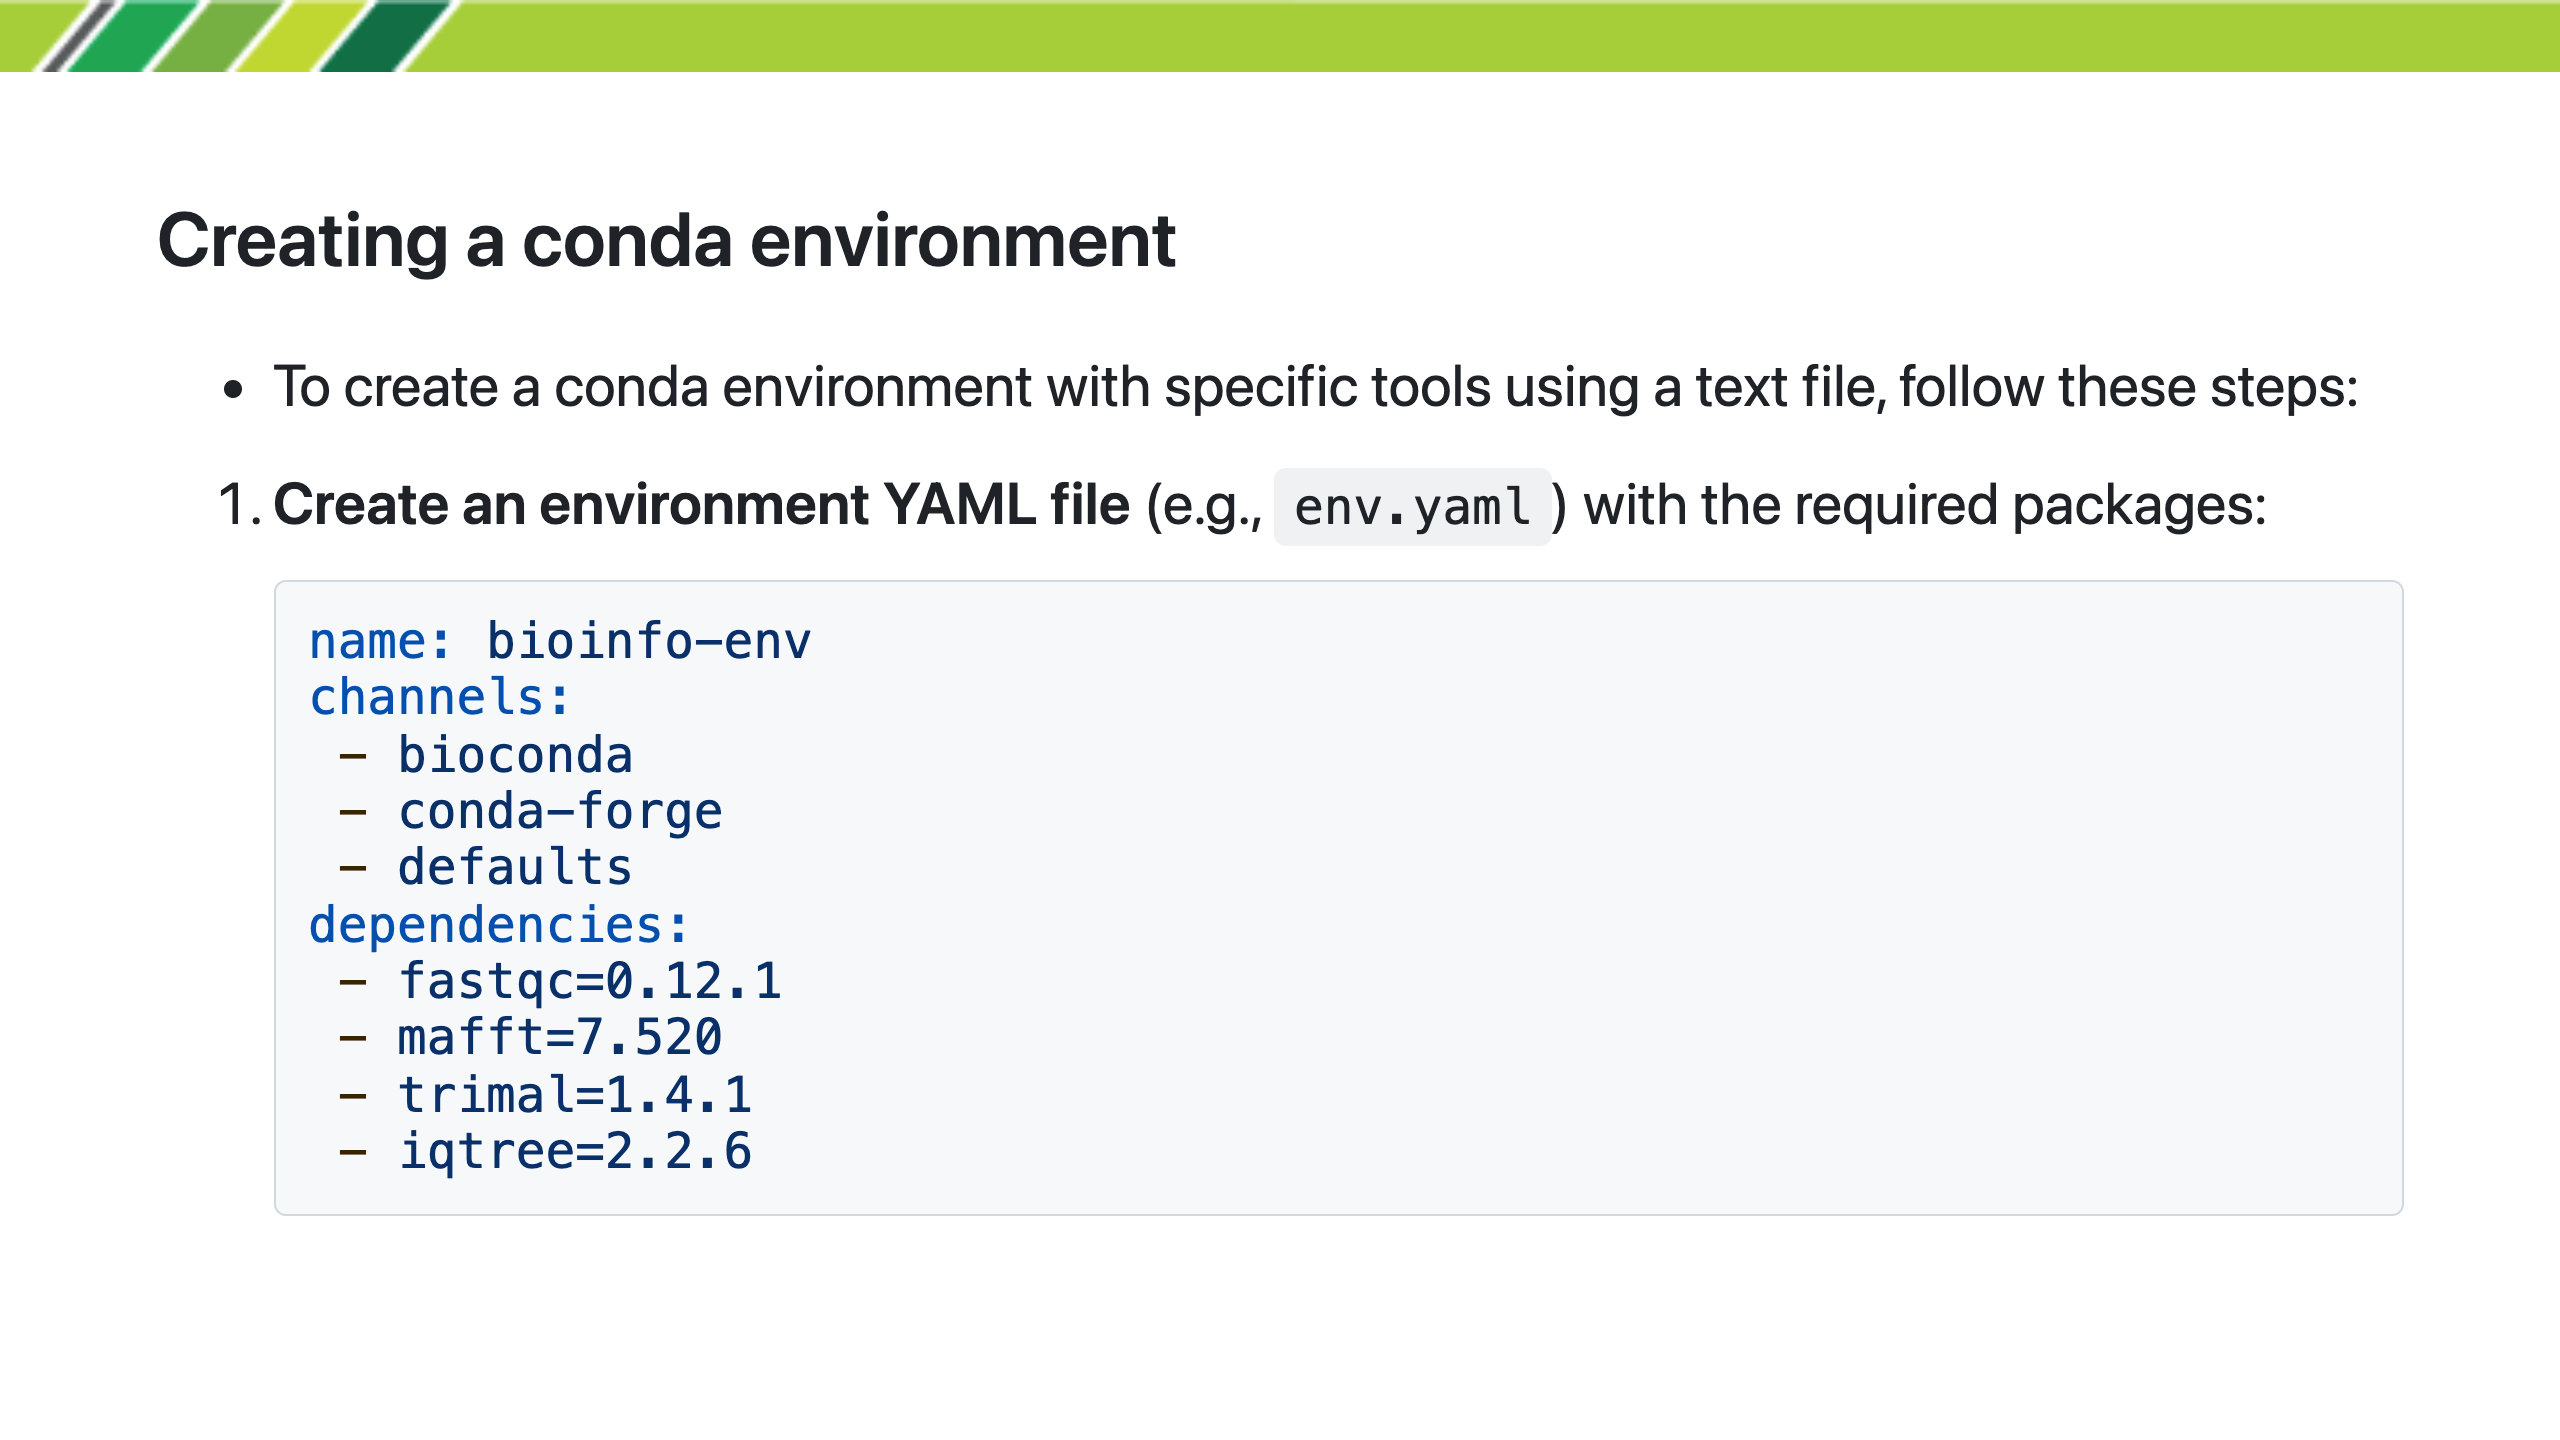 Creating a conda environment
• To create a conda environment with specific tools using a text file, follow these steps:
1. Create an environment YAML file (e.g., env.yaml) with the required packages:
name: bioinfo-env
channels:
 - bioconda
 - conda-forge
 - defaults
dependencies:
 - fastqc=0.12.1
 - mafft=7.520
 - trimal=1.4.1
 - iqtree=2.2.6